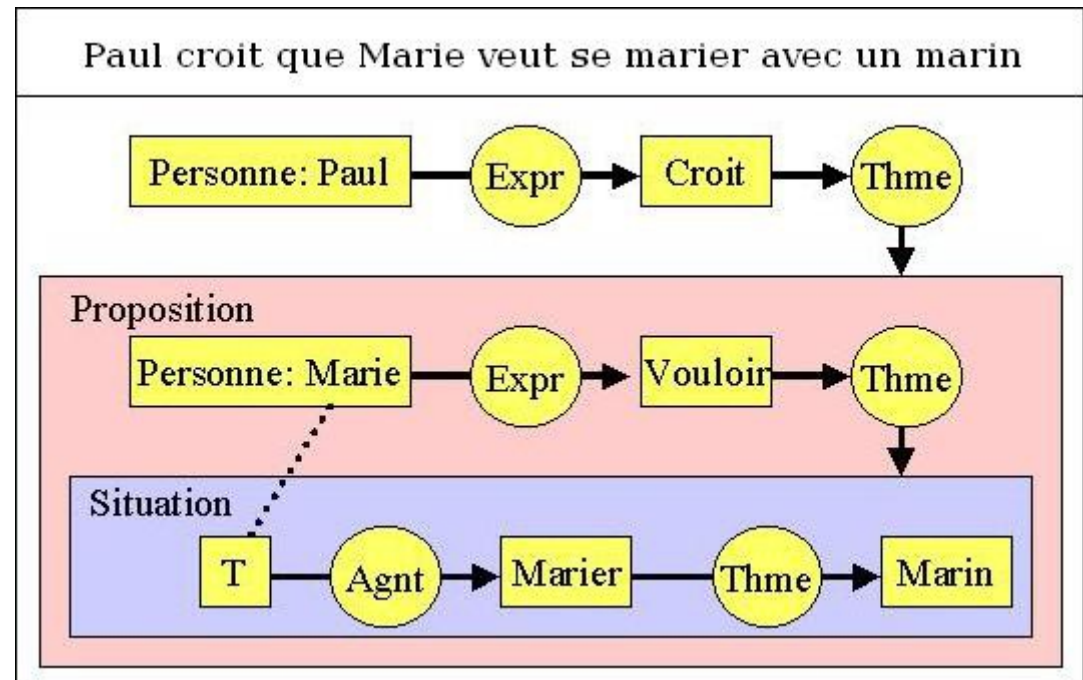 Paul croit que Marie veut se marier avec un marin
Personne: Paul Expr Croit Thme
Proposition
Personne: Marie Expr Vouloir Thme
Situation
T Agnt Marier Thme Marin